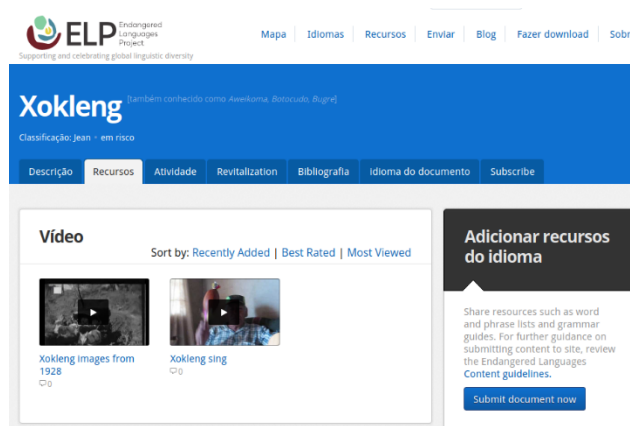 ELP Endangered Languages Project
Supporting and celebrating global linguistic diversity
Mapa Idiomas Recursos Enviar Blog Fazer download Sobr
Xokleng [também conhecido como Aweikoma, Botocudo, Bugre]
Classificação: Jean · em risco
Descrição Recursos Atividade Revitalization Bibliografia Idioma do documento Subscribe
Vídeo
Sort by: Recently Added | Best Rated | Most Viewed
Xokleng images from
1928
0
Xokleng sing
0
Adicionar recursos
do idioma
Share resources such as word
and phrase lists and grammar
guides. For further guidance on
submitting content to site, review
the Endangered Languages
Content guidelines.
Submit document now